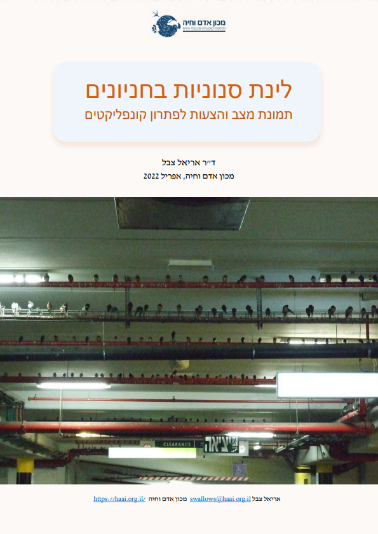 מכון אדם וחיה
לינת סנוניות בחניונים
תמונת מצב והצעות לפתרון קונפליקטים
ד״ר אריאל צבל
מכון אדם וחיה, אפריל 2022
CLEARANCE
יציאה
אריאל צבל swallows@haai.org.il מכון אדם וחיה https://haai.org.il/